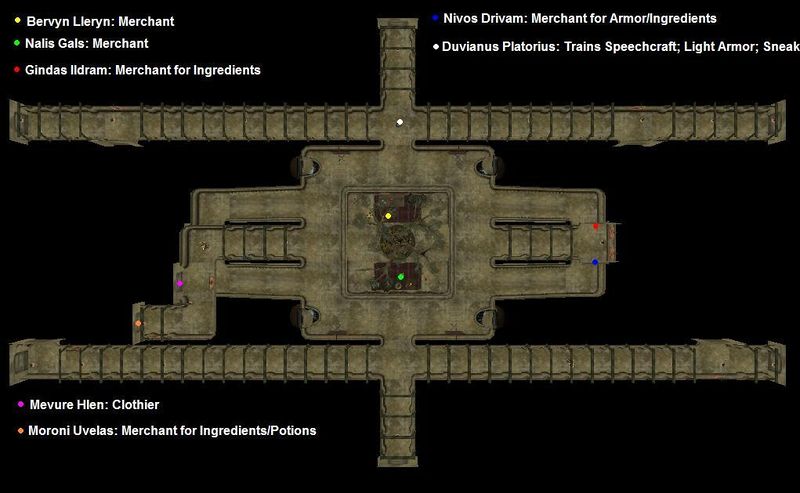 Bervyn Lleryn: Merchant
Nalis Gals: Merchant
Gindas Ildram: Merchant for Ingredients
Nivos Drivam: Merchant for Armor/Ingredients
Duvianus Platorius: Trains Speechcraft; Light Armor; Sneak
Mevure Hlen: Clothier
Moroni Uvelas: Merchant for Ingredients/Potions